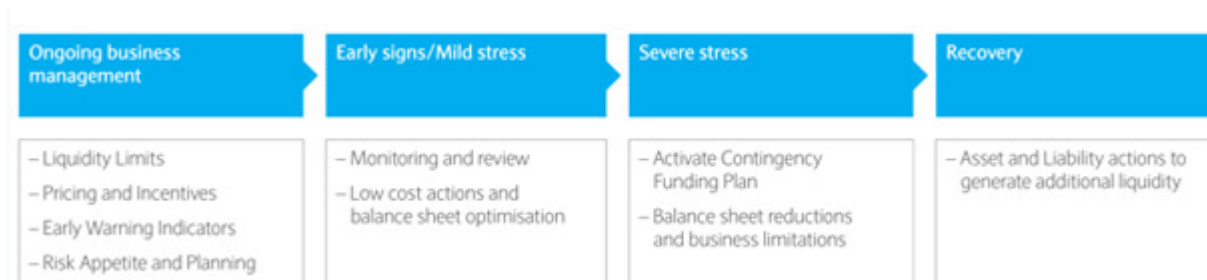 Ongoing business
management
– Liquidity Limits
– Pricing and Incentives
– Early Warning Indicators
– Risk Appetite and Planning
Early signs/Mild stress
– Monitoring and review
– Low cost actions and
balance sheet optimisation
Severe stress
– Activate Contingency
Funding Plan
– Balance sheet reductions
and business limitations
Recovery
– Asset and Liability actions to
generate additional liquidity